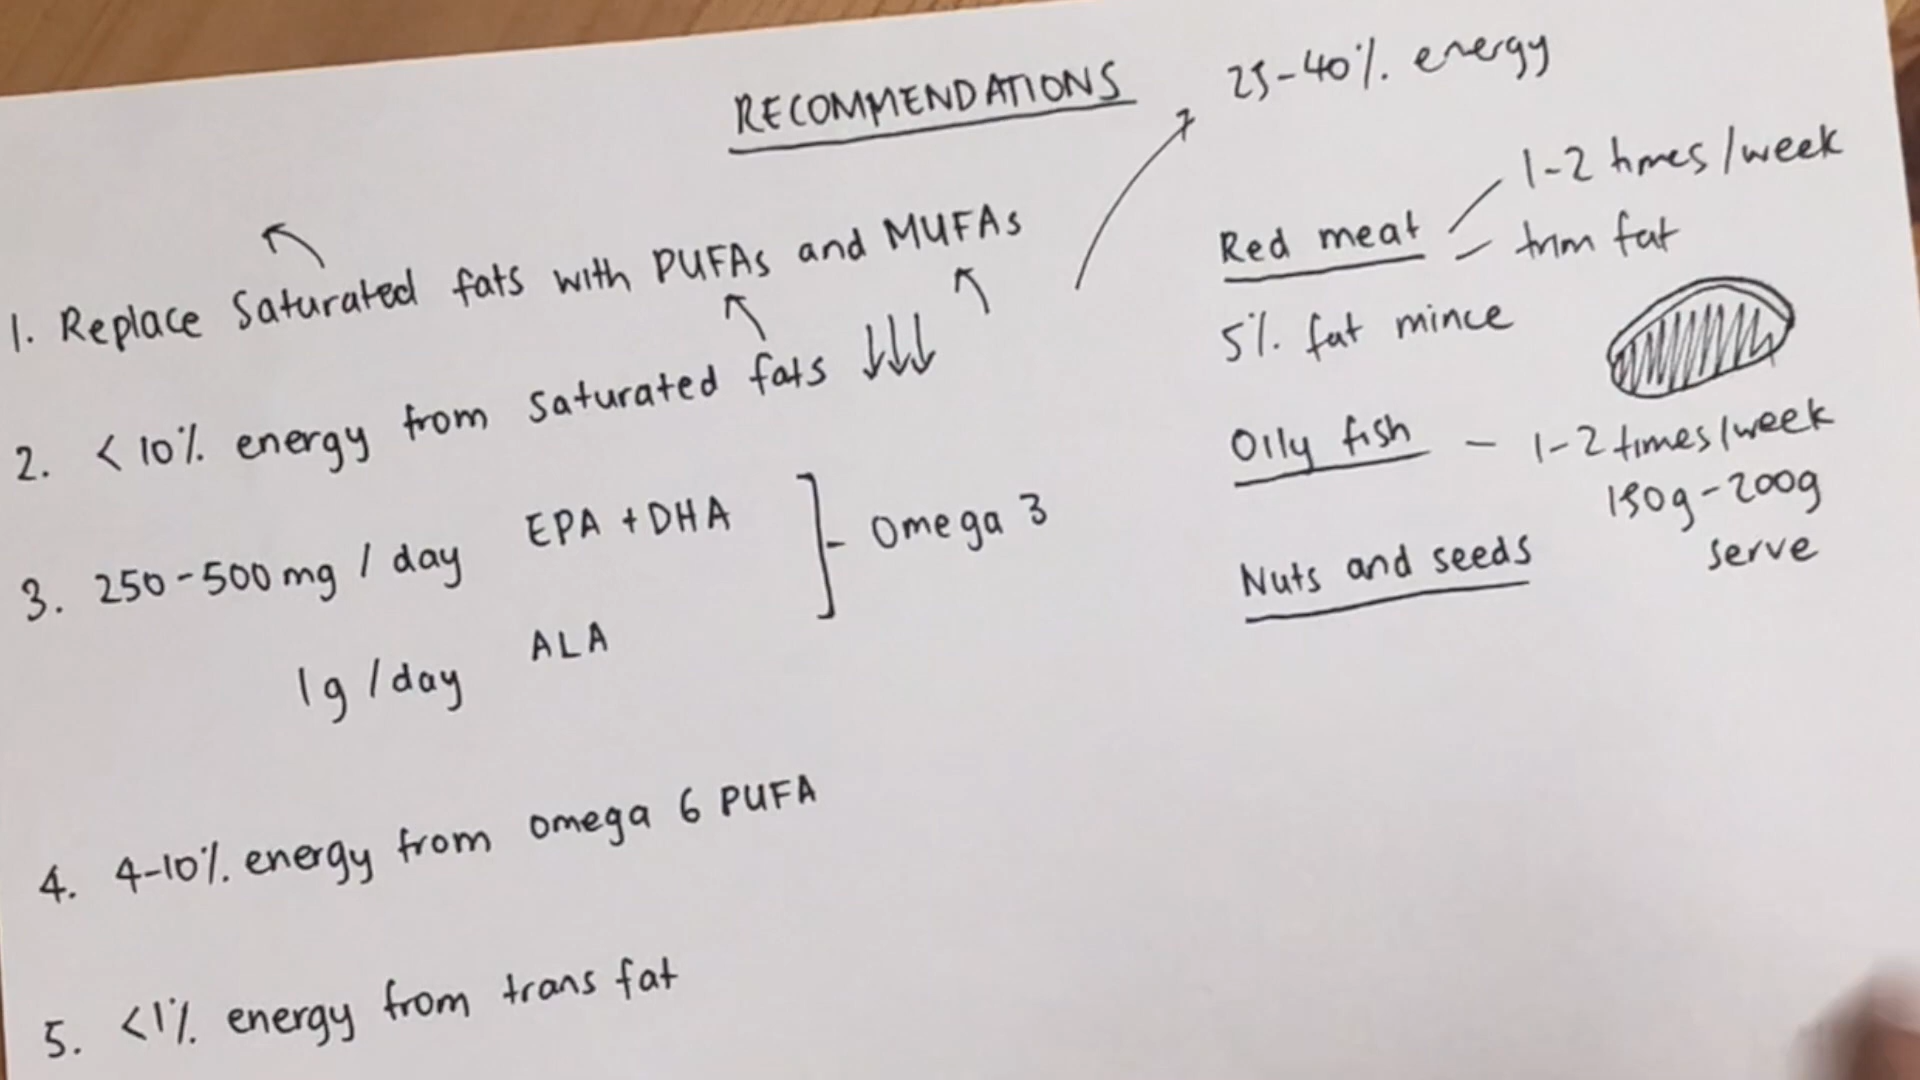 RECOMMENDATIONS
25-40% energy
1. Replace Saturated fats with PUFAs and MUFAs
2. < 10% energy from saturated fats ↓↓↓
3. 250-500mg / day EPA + DHA
1g / day ALA
Omega 3
4. 4-10% energy from omega 6 PUFA
5. <1% energy from trans fat
Red meat
1-2 times / week
trim fat
5% fat mince
Oily fish - 1-2 times / week
150g-200g
serve
Nuts and seeds